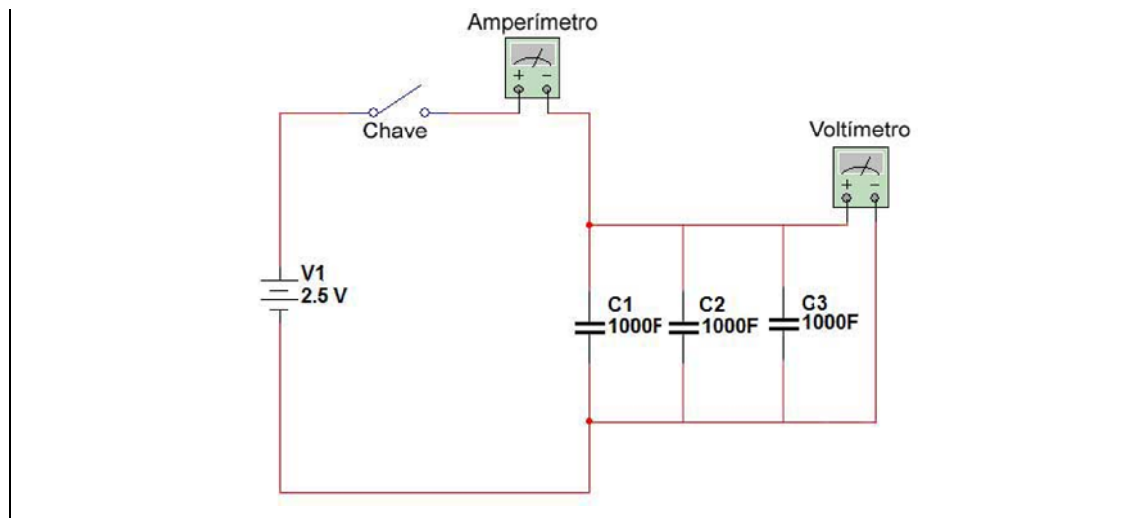 Amperímetro
+ -
Chave
Voltímetro
+ -
V1
2.5 V
C1
1000F
C2
1000F
C3
1000F